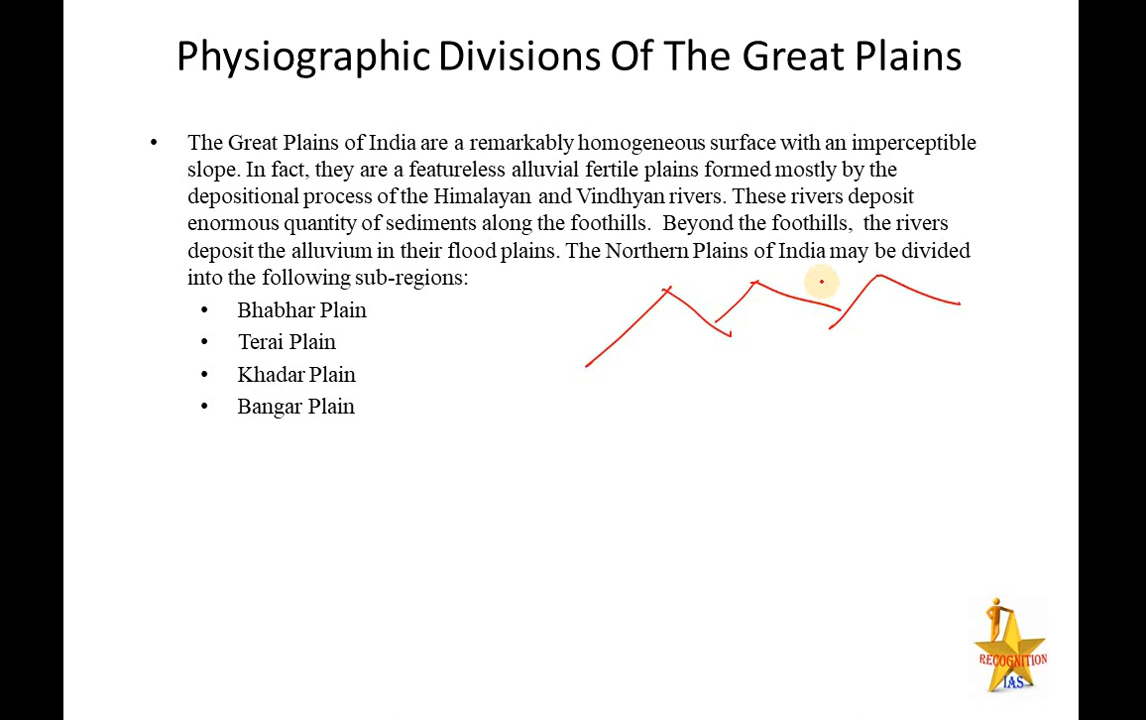 Physiographic Divisions Of The Great Plains
• The Great Plains of India are a remarkably homogeneous surface with an imperceptible
slope. In fact, they are a featureless alluvial fertile plains formed mostly by the
depositional process of the Himalayan and Vindhyan rivers. These rivers deposit
enormous quantity of sediments along the foothills. Beyond the foothills, the rivers
deposit the alluvium in their flood plains. The Northern Plains of India may be divided
into the following sub-regions:
• Bhabhar Plain
• Terai Plain
• Khadar Plain
• Bangar Plain
RECOGNITION
IAS